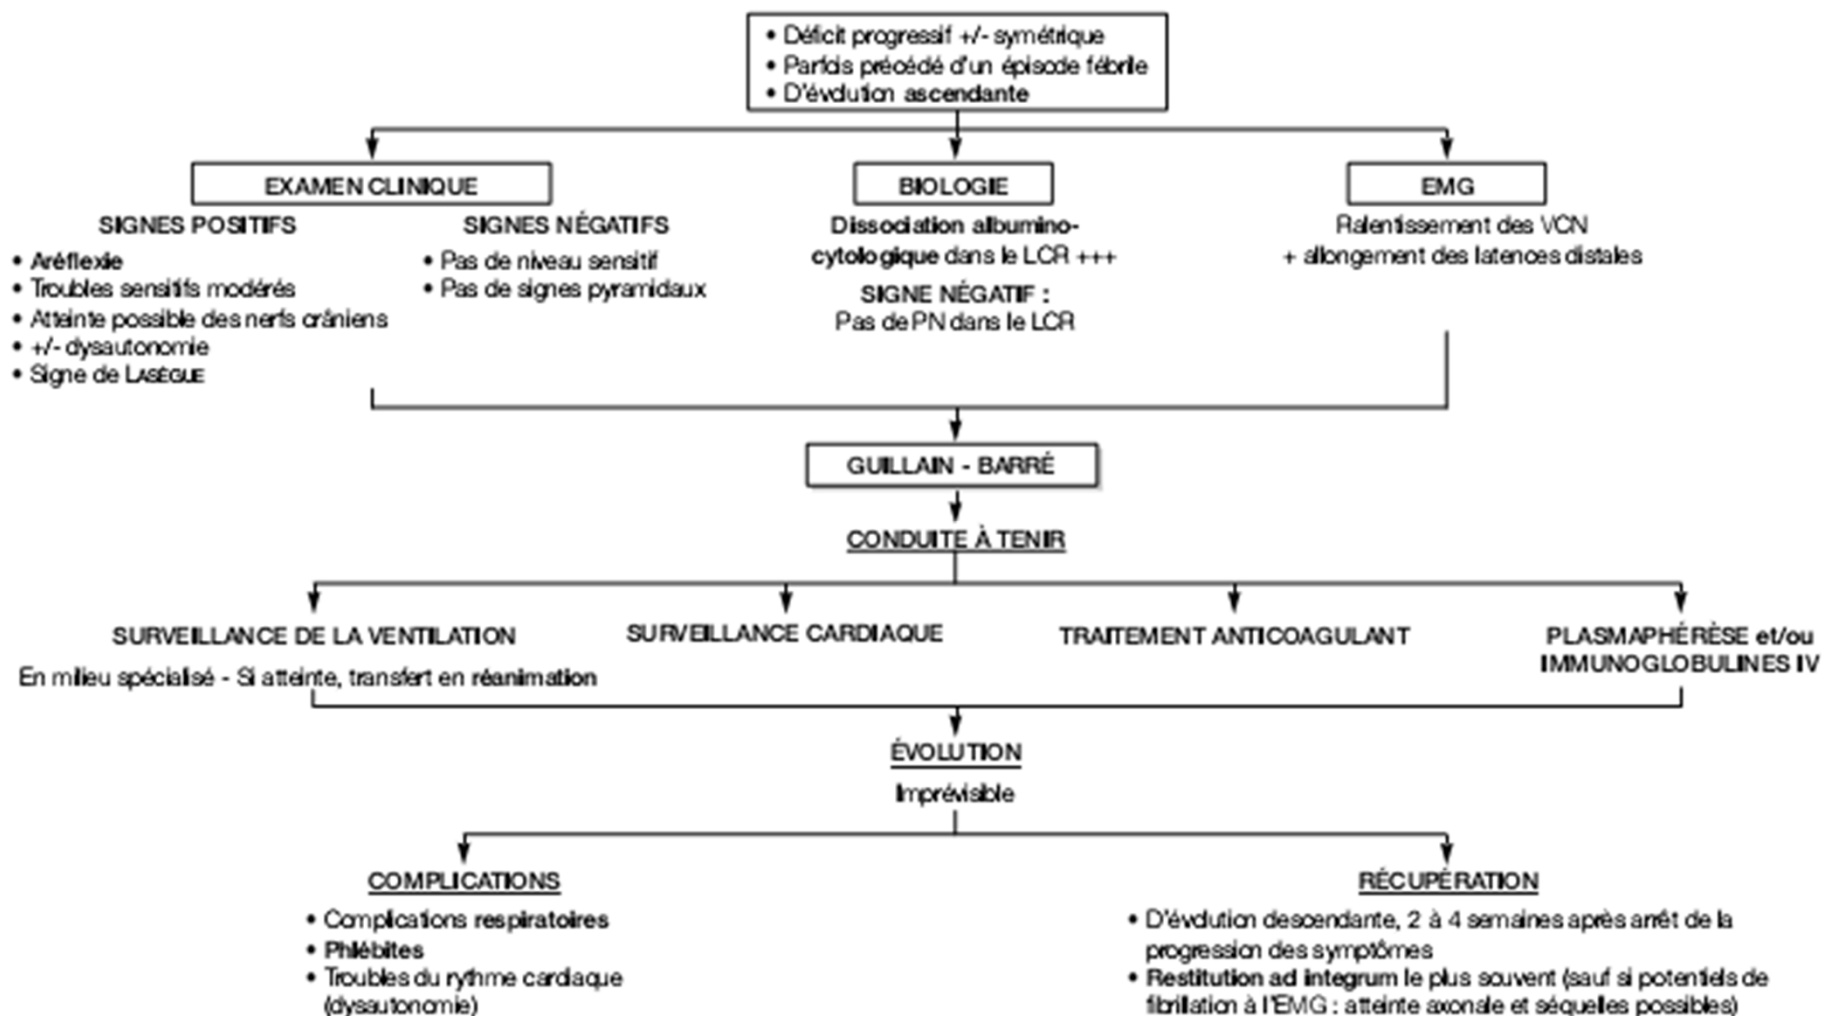 • Déficit progressif +/- symétrique
• Parfois précédé d'un épisode fébrile
• D'évolution ascendante
EXAMEN CLINIQUE
SIGNES POSITIFS
• Aréflexie
• Troubles sensitifs modérés
• Atteinte possible des nerfs crâniens
• +/- dysautonomie
• Signe de LASÈGUE
SIGNES NÉGATIFS
• Pas de niveau sensitif
• Pas de signes pyramidaux
BIOLOGIE
Dissociation albumino-
cytologique dans le LCR +++
SIGNE NÉGATIF :
Pas de PN dans le LCR
EMG
Ralentissement des VCN
+ allongement des latences distales
GUILLAIN - BARRÉ
CONDUITE À TENIR
SURVEILLANCE DE LA VENTILATION
En milieu spécialisé - Si atteinte, transfert en réanimation
SURVEILLANCE CARDIAQUE
TRAITEMENT ANTICOAGULANT
PLASMAPHÉRÈSE et/ou
IMMUNOGLOBULINES IV
ÉVOLUTION
Imprévisible
COMPLICATIONS
• Complications respiratoires
• Phlébites
• Troubles du rythme cardiaque
(dysautonomie)
RÉCUPÉRATION
• D'évolution descendante, 2 à 4 semaines après arrêt de la
progression des symptômes
• Restitution ad integrum le plus souvent (sauf si potentiels de
fibrillation à l'EMG : atteinte axonale et séquelles possibles)